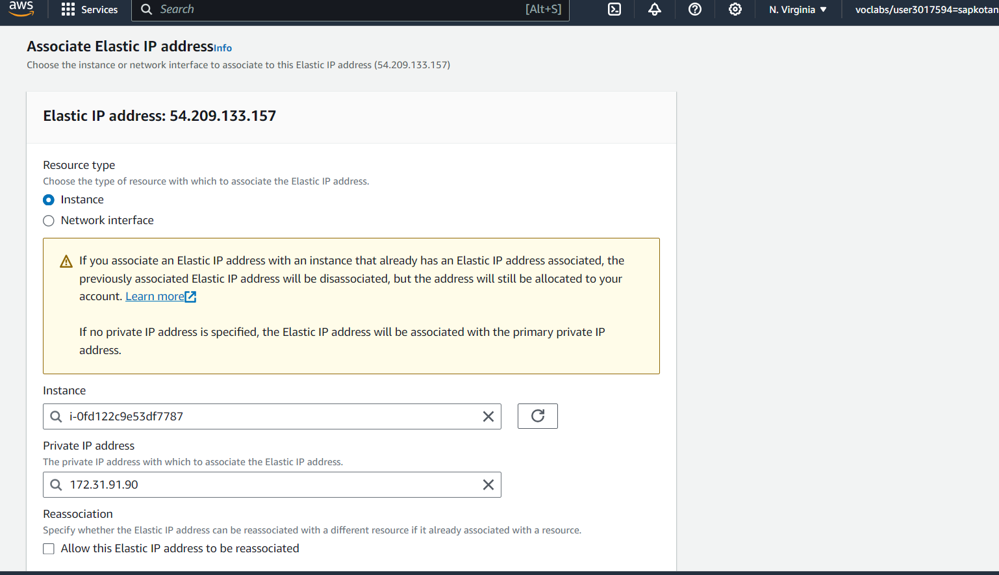 aws
Services
Search
[Alt+S]
N. Virginia
voclabs/user3017594=sapkotan
Associate Elastic IP address Info
Choose the instance or network interface to associate to this Elastic IP address (54.209.133.157)
Elastic IP address: 54.209.133.157
Resource type
Choose the type of resource with which to associate the Elastic IP address.
Instance
Network interface
If you associate an Elastic IP address with an instance that already has an Elastic IP address associated, the
previously associated Elastic IP address will be disassociated, but the address will still be allocated to your
account. Learn more
If no private IP address is specified, the Elastic IP address will be associated with the primary private IP
address.
Instance
i-0fd122c9e53df7787
Private IP address
The private IP address with which to associate the Elastic IP address.
172.31.91.90
Reassociation
Specify whether the Elastic IP address can be reassociated with a different resource if it already associated with a resource.
Allow this Elastic IP address to be reassociated